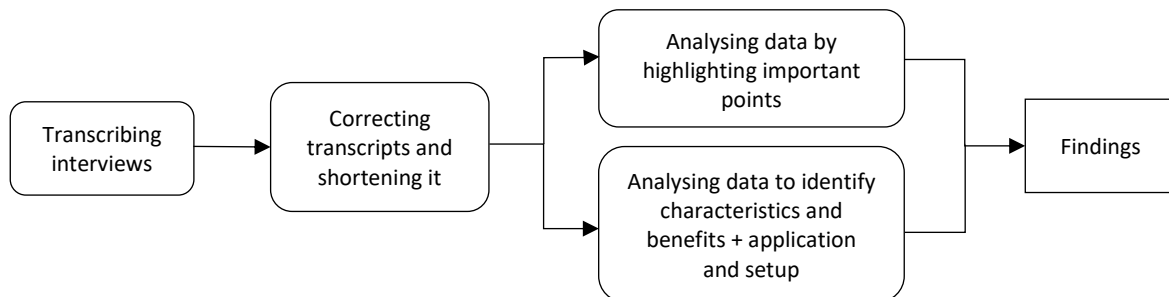 Transcribing
interviews
Correcting
transcripts and
shortening it
Analysing data by
highlighting important
points
Analysing data to identify
characteristics and
benefits + application
and setup
Findings